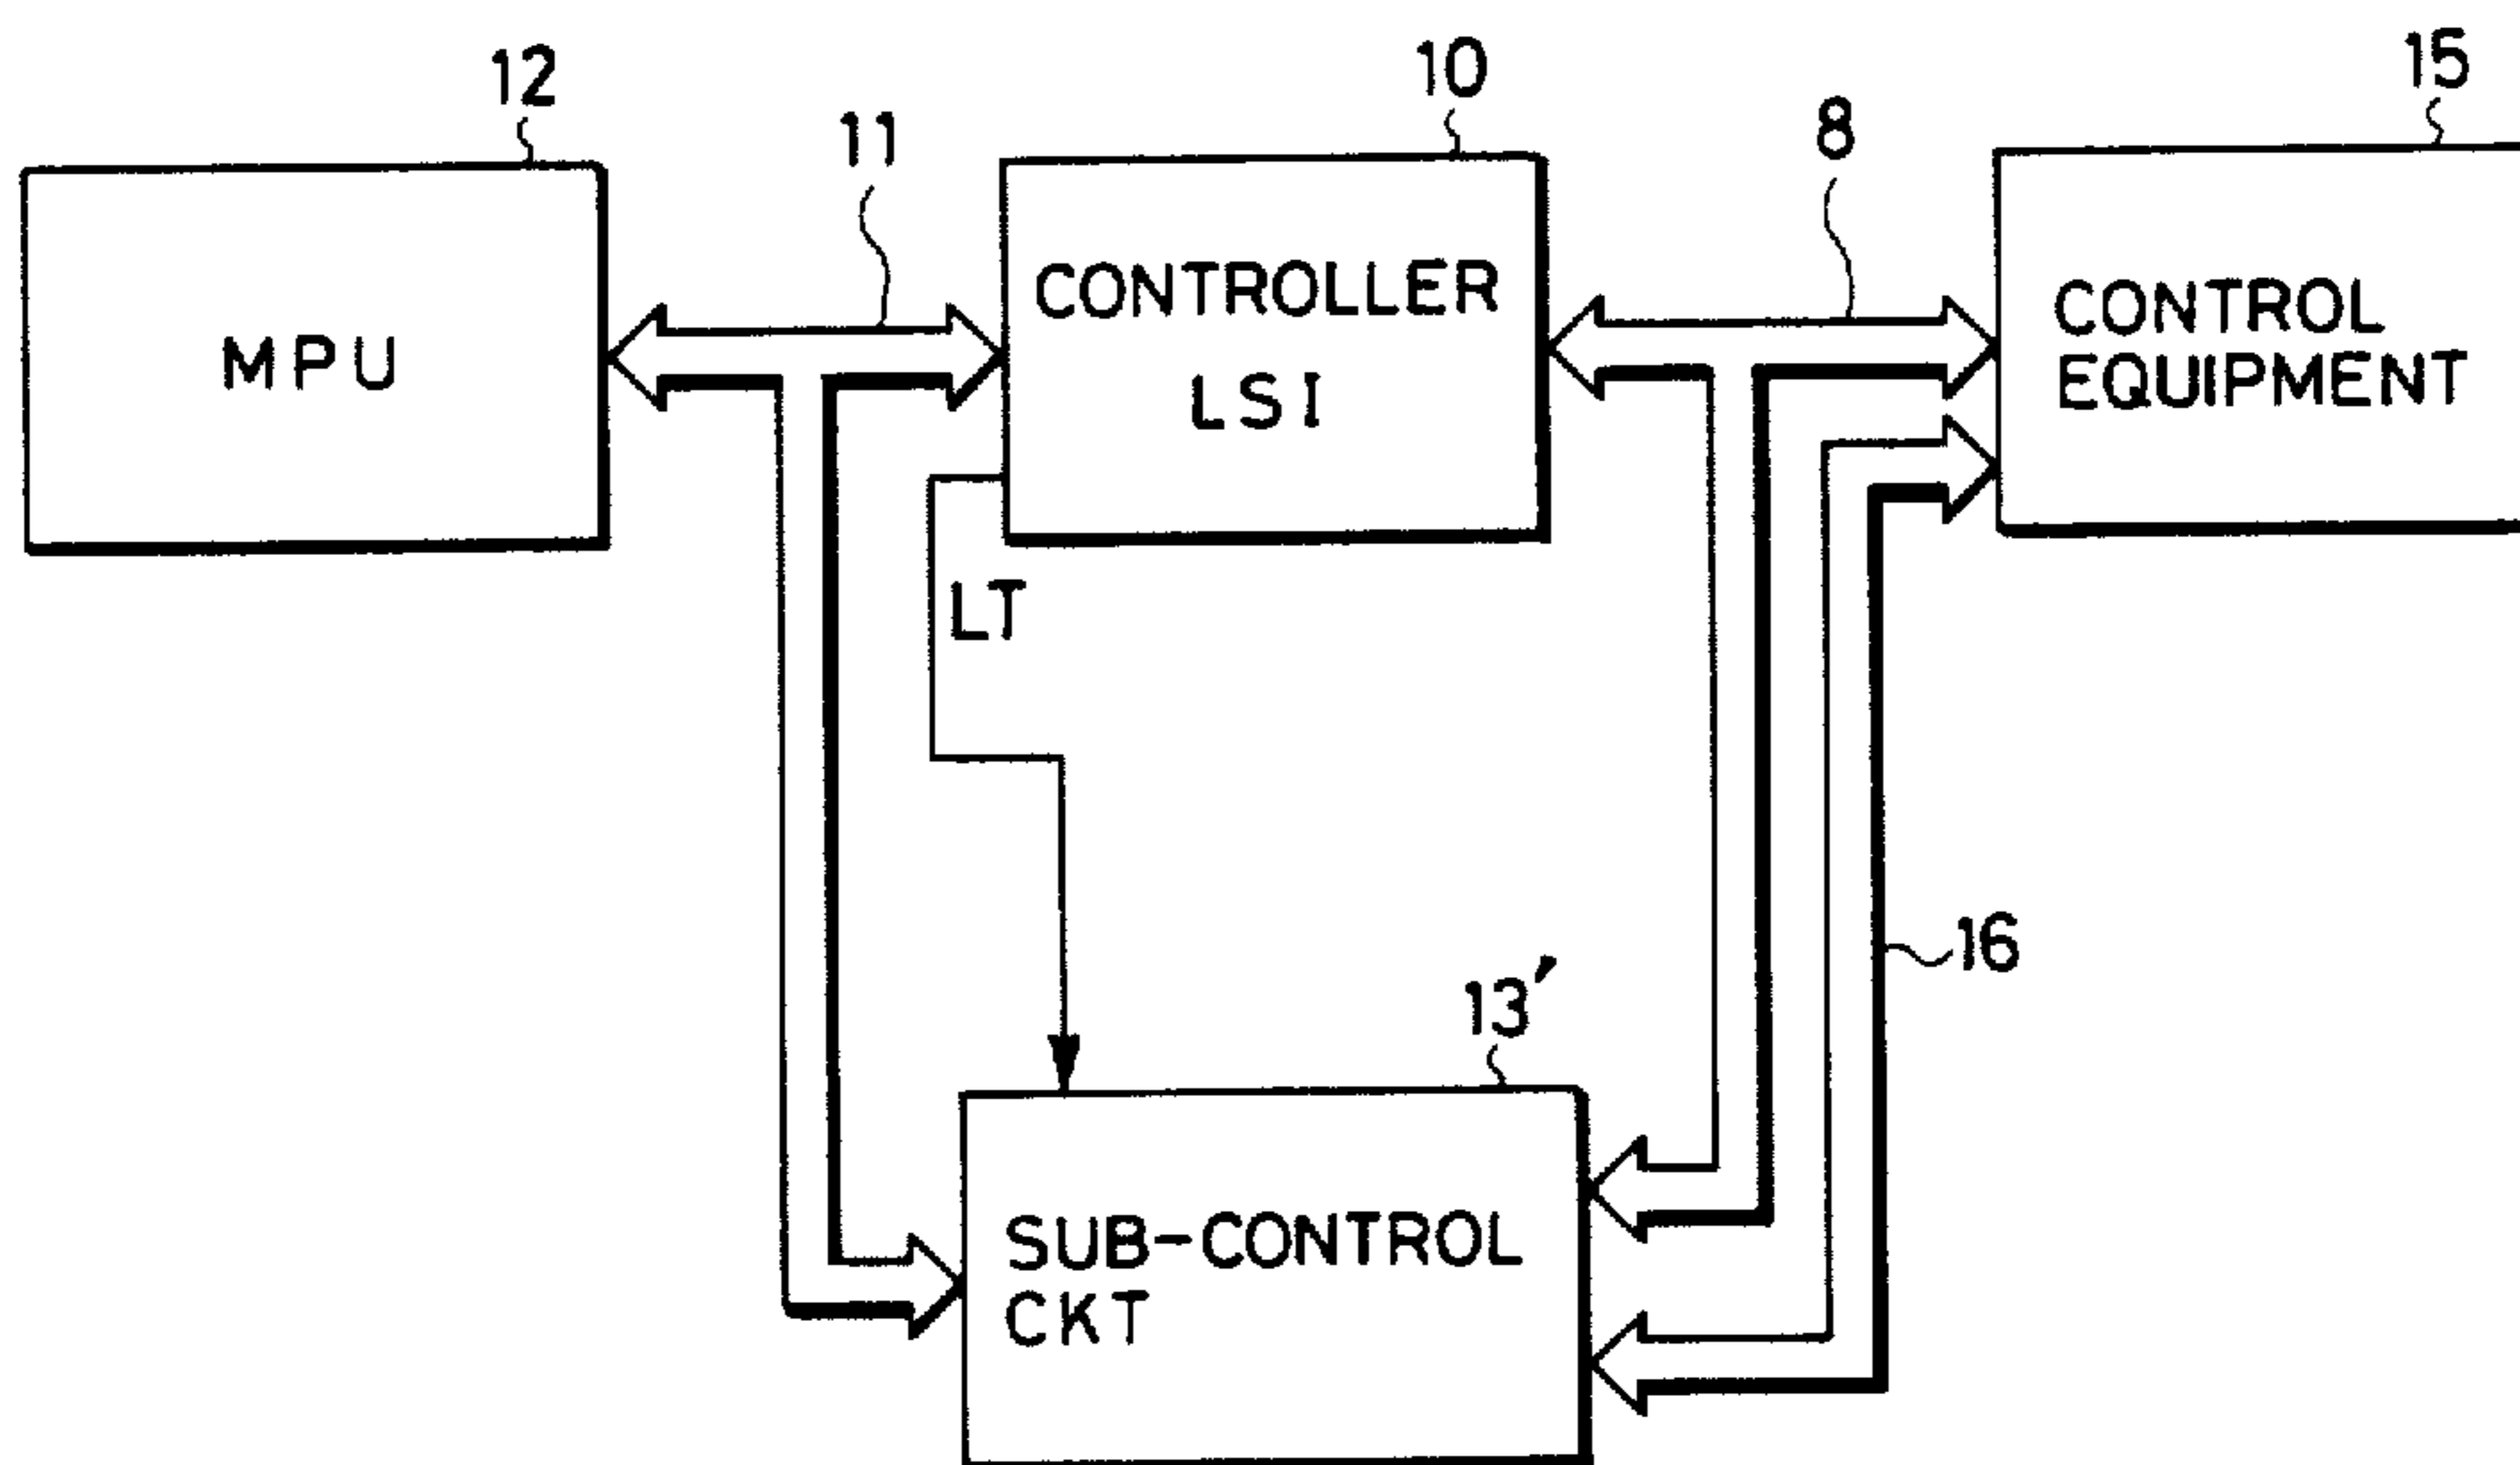 12
11
10
8
15
MPU
CONTROLLER
LSI
CONTROL
EQUIPMENT
LT
16
13'
SUB-CONTROL
CKT